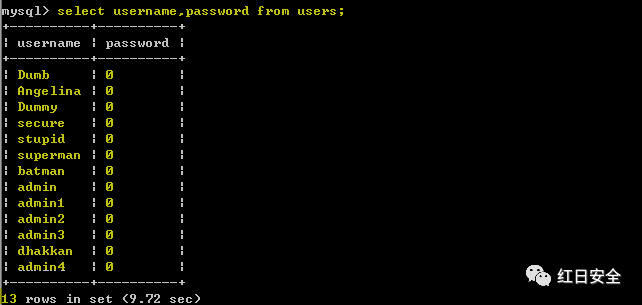 mysql> select username,password from users;
+----------+----------+
| username | password |
+----------+----------+
| Dumb | 0 |
| Angelina | 0 |
| Dummy | 0 |
| secure | 0 |
| stupid | 0 |
| superman | 0 |
| batman | 0 |
| admin | 0 |
| admin1 | 0 |
| admin2 | 0 |
| admin3 | 0 |
| dhakkan | 0 |
| admin4 | 0 |
+----------+----------+
13 rows in set (9.72 sec)
红日安全